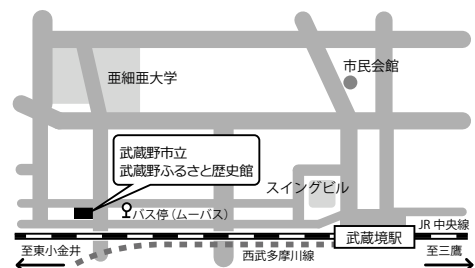 亜細亜大学
市民会館
武蔵野市立
武蔵野ふるさと歴史館
スイングビル
バス停（ムーバス）
JR 中央線
武蔵境駅
至東小金井
西武多摩川線
至三鷹